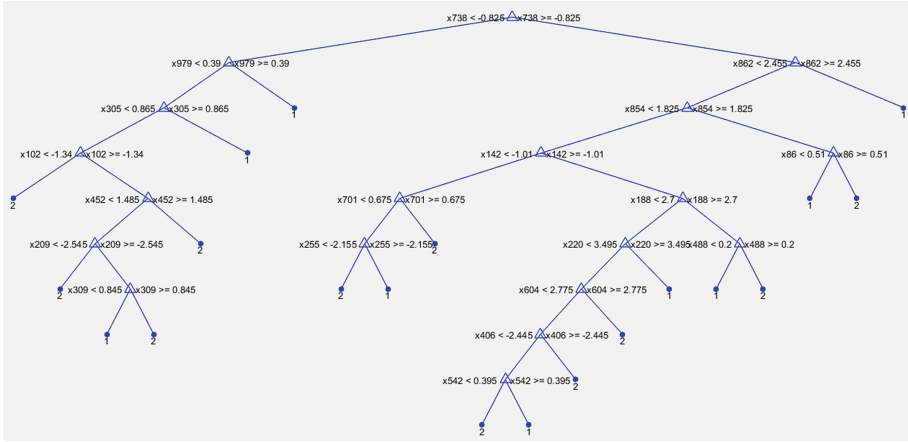 x738 < -0.825 x738 >= -0.825
x979 < 0.39 x979 >= 0.39 x862 < 2.455 x862 >= 2.455
x305 < 0.865 x305 >= 0.865 1 x854 < 1.825 x854 >= 1.825 1
x102 < -1.34 x102 >= -1.34 1 x142 < -1.01 x142 >= -1.01 x86 < 0.51 x86 >= 0.51
2 x452 < 1.485 x452 >= 1.485 x701 < 0.675 x701 >= 0.675 x188 < 2.7 x188 >= 2.7 1 2
x209 < -2.545 x209 >= -2.545 2 x255 < -2.155 x255 >= -2.155 2 x220 < 3.495 x220 >= 3.495 x488 < 0.2 x488 >= 0.2
2 x309 < 0.845 x309 >= 0.845 2 1 x604 < 2.775 x604 >= 2.775 1 1 2
1 2 x406 < -2.445 x406 >= -2.445 2
x542 < 0.395 x542 >= 0.395 2
2 1